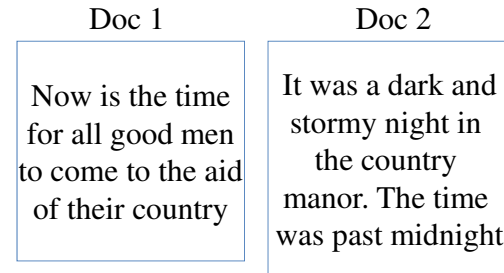 Doc 1
Now is the time
for all good men
to come to the aid
of their country
Doc 2
It was a dark and
stormy night in
the country
manor. The time
was past midnight